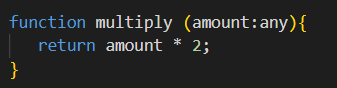 function multiply (amount:any){
   return amount * 2;
}